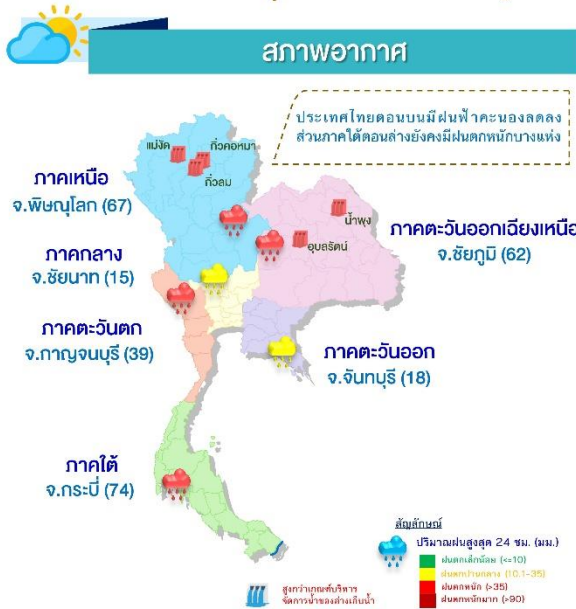 สภาพอากาศ
ประเทศไทยตอนบนมีฝนฟ้าคะนองลดลง
ส่วนภาคใต้ตอนล่างยังคงมีฝนตกหนักบางแห่ง
แม่งัด
กิ่วคอหมา
กิ่วลม
ภาคเหนือ
จ.พิษณุโลก (67)
น้ำพุง
อุบลรัตน์
ภาคตะวันออกเฉียงเหนือ
จ.ชัยภูมิ (62)
ภาคกลาง
จ.ชัยนาท (15)
ภาคตะวันตก
จ.กาญจนบุรี (39)
ภาคตะวันออก
จ.จันทบุรี (18)
ภาคใต้
จ.กระบี่ (74)
สัญลักษณ์
ปริมาณฝนสูงสุด 24 ชม. (มม.)
ฝนตกเล็กน้อย (<=10)
ฝนตกปานกลาง (10.1-35)
ฝนตกหนัก (>35)
ฝนตกหนักมาก (>90)
สูงกว่าเกณฑ์บริหาร
จัดการน้ำของอ่างเก็บน้ำ